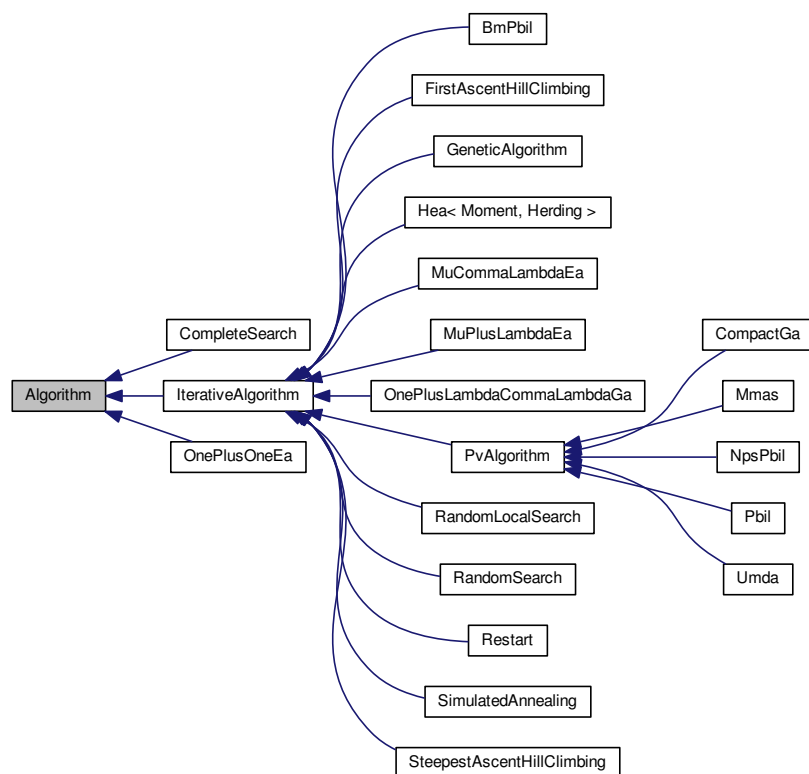 BmPbil
FirstAscentHillClimbing
GeneticAlgorithm
Hea< Moment, Herding >
MuCommaLambdaEa
CompleteSearch
MuPlusLambdaEa
CompactGa
Algorithm
IterativeAlgorithm
OnePlusLambdaCommaLambdaGa
Mmas
OnePlusOneEa
PvAlgorithm
NpsPbil
RandomLocalSearch
Pbil
RandomSearch
Umda
Restart
SimulatedAnnealing
SteepestAscentHillClimbing